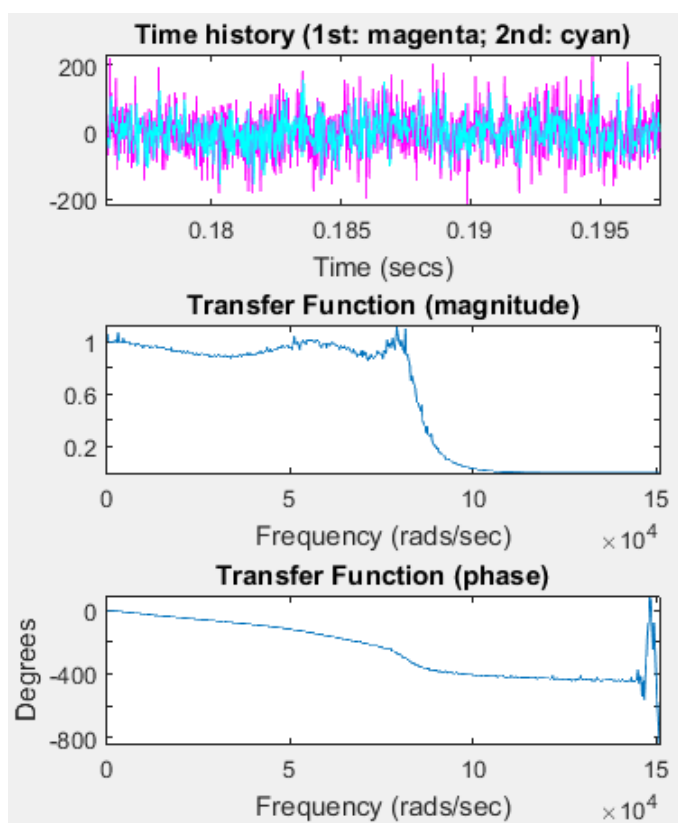 Time history (1st: magenta; 2nd: cyan)
200
0
-200
0.18 0.185 0.19 0.195
Time (secs)
Transfer Function (magnitude)
1
0.6
0.2
0 5 10 15
Frequency (rads/sec) ×10^4
Transfer Function (phase)
0
-400
-800
Degrees
0 5 10 15
Frequency (rads/sec) ×10^4